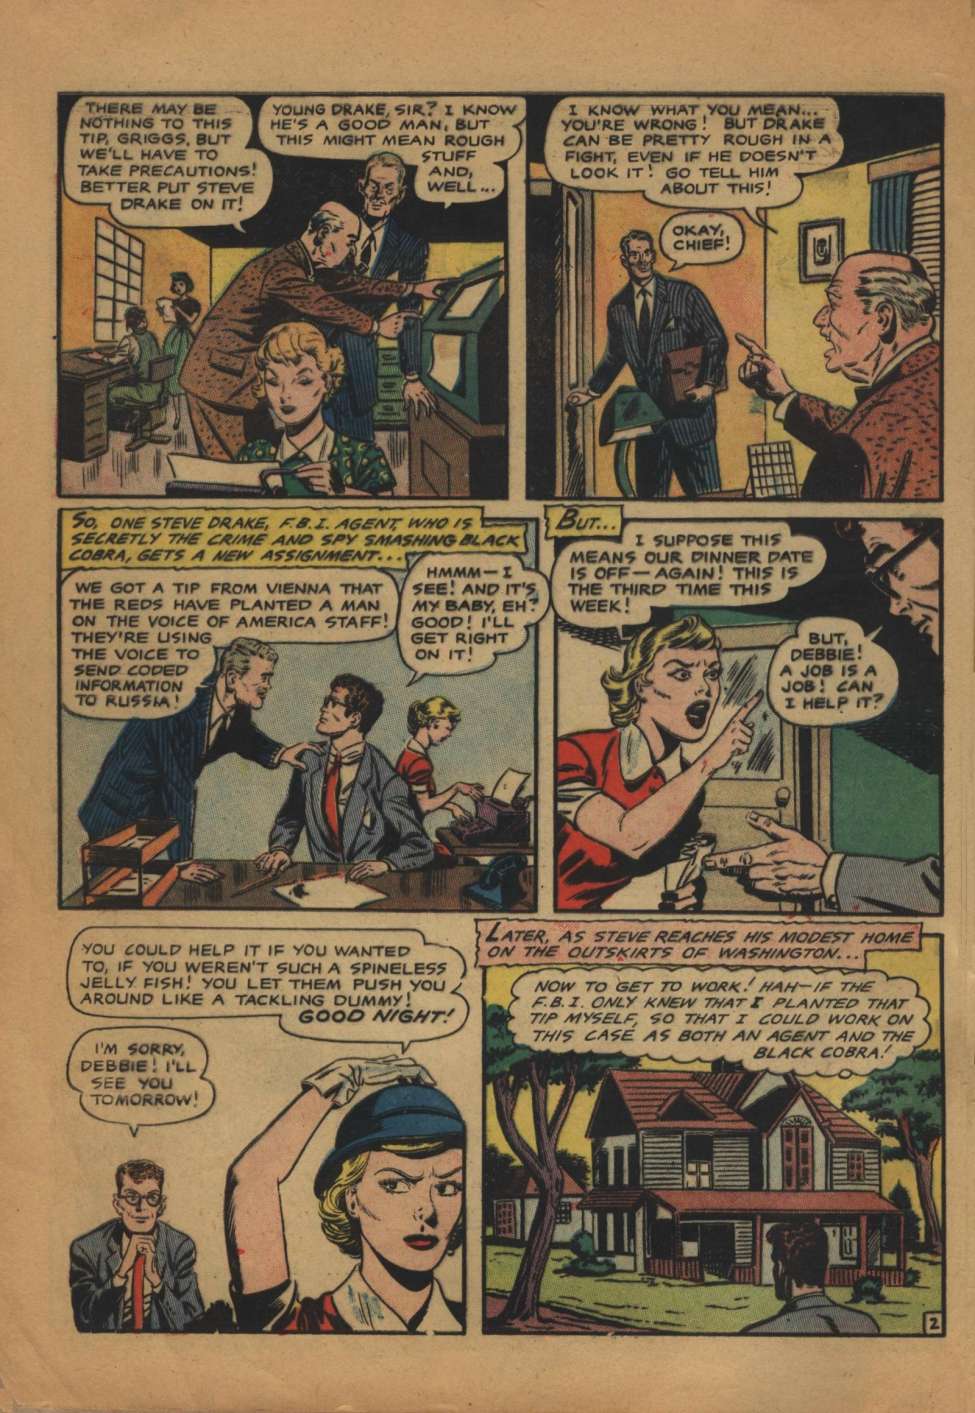 THERE MAY BE
NOTHING TO THIS
TIP, GRIGGS, BUT
WE'LL HAVE TO
TAKE PRECAUTIONS!
BETTER PUT STEVE
DRAKE ON IT!
YOUNG DRAKE, SIR? I KNOW
HE'S A GOOD MAN, BUT
THIS MIGHT MEAN ROUGH
STUFF
AND,
WELL...
I KNOW WHAT YOU MEAN...
YOU'RE WRONG! BUT DRAKE
CAN BE PRETTY ROUGH IN A
FIGHT, EVEN IF HE DOESN'T
LOOK IT! GO TELL HIM
ABOUT THIS!
OKAY,
CHIEF!
SO, ONE STEVE DRAKE, F.B.I. AGENT, WHO IS
SECRETLY THE CRIME AND SPY SMASHING BLACK
COBRA, GETS A NEW ASSIGNMENT...
WE GOT A TIP FROM VIENNA THAT
THE REDS HAVE PLANTED A MAN
ON THE VOICE OF AMERICA STAFF!
THEY'RE USING
THE VOICE TO
SEND CODED
INFORMATION
TO RUSSIA!
HMMM—I
SEE! AND IT'S
MY BABY, EH?
GOOD! I'LL
GET RIGHT
ON IT!
BUT...
I SUPPOSE THIS
MEANS OUR DINNER DATE
IS OFF—AGAIN! THIS IS
THE THIRD TIME THIS
WEEK!
BUT,
DEBBIE!
A JOB IS A
JOB! CAN
I HELP IT?
YOU COULD HELP IT IF YOU WANTED
TO, IF YOU WEREN'T SUCH A SPINELESS
JELLY FISH! YOU LET THEM PUSH YOU
AROUND LIKE A TACKLING DUMMY!
GOOD NIGHT!
I'M SORRY,
DEBBIE! I'LL
SEE YOU
TOMORROW!
LATER, AS STEVE REACHES HIS MODEST HOME
ON THE OUTSKIRTS OF WASHINGTON...
NOW TO GET TO WORK! HAH—IF THE
F.B.I. ONLY KNEW THAT I PLANTED THAT
TIP MYSELF, SO THAT I COULD WORK ON
THIS CASE AS BOTH AN AGENT AND THE
BLACK COBRA!
2